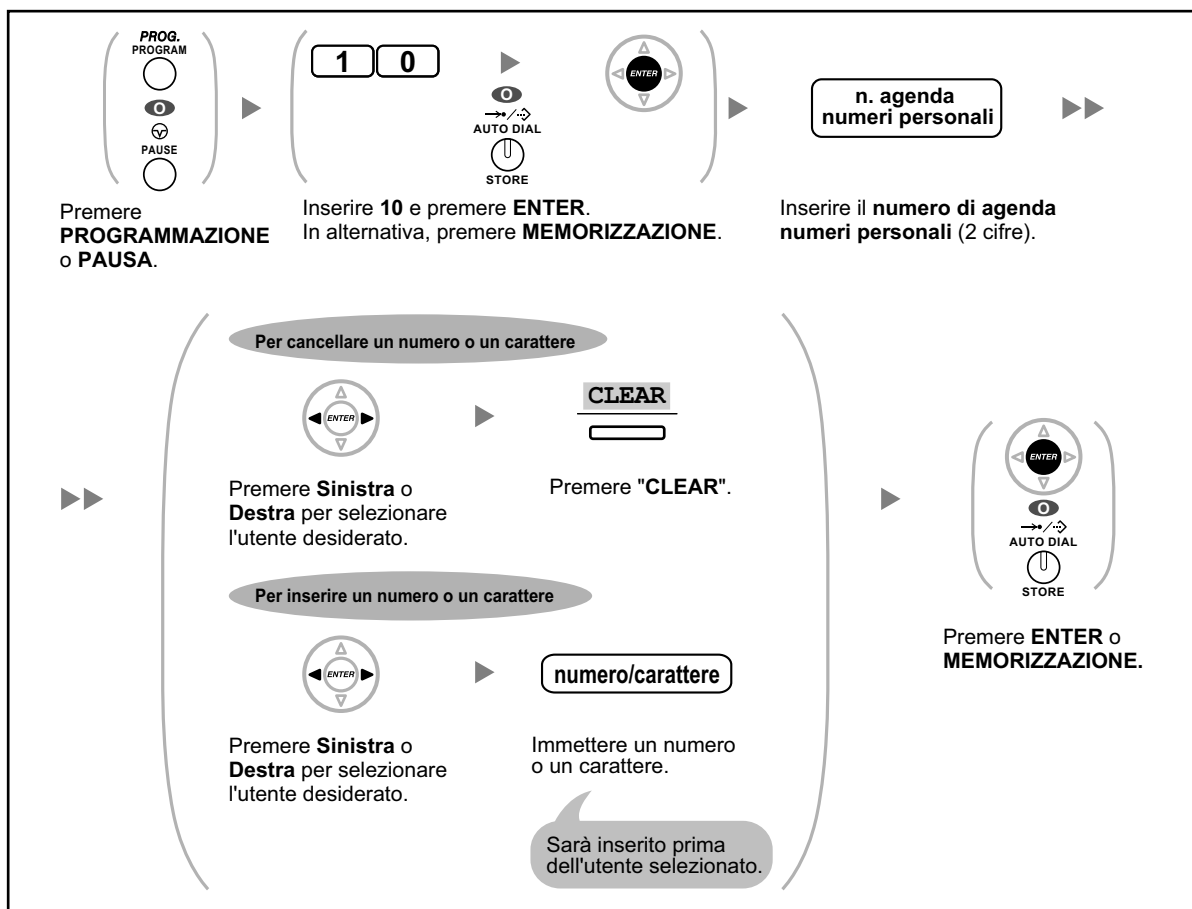 PROG.
PROGRAM
O
PAUSE
Premere
PROGRAMMAZIONE
o PAUSA.
1 0
O
AUTO DIAL
STORE
ENTER
Inserire 10 e premere ENTER.
In alternativa, premere MEMORIZZAZIONE.
n. agenda
numeri personali
Inserire il numero di agenda
numeri personali (2 cifre).
Per cancellare un numero o un carattere
ENTER
Premere Sinistra o
Destra per selezionare
l'utente desiderato.
CLEAR
Premere "CLEAR".
Per inserire un numero o un carattere
ENTER
Premere Sinistra o
Destra per selezionare
l'utente desiderato.
numero/carattere
Immettere un numero
o un carattere.
Sarà inserito prima
dell'utente selezionato.
ENTER
O
AUTO DIAL
STORE
Premere ENTER o
MEMORIZZAZIONE.